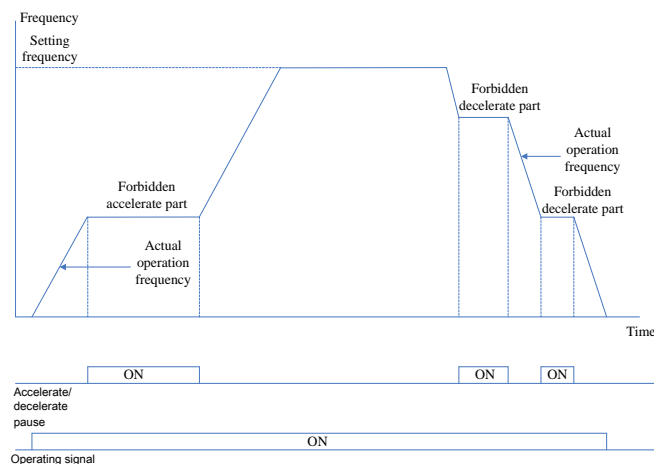 Frequency
Setting
frequency
Forbidden
decelerate part
Actual
operation
frequency
Forbidden
accelerate part
Forbidden
decelerate part
Actual
operation
frequency
Time
ON
ON
ON
Accelerate/
decelerate
pause
ON
Operating signal